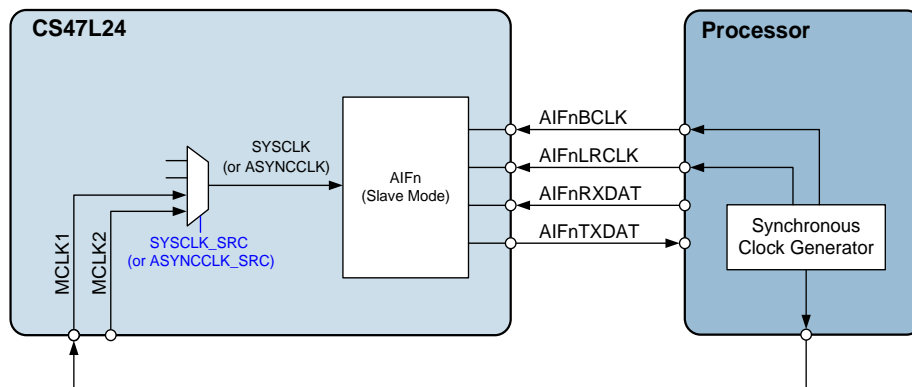 CS47L24
Processor
AIFnBCLK
SYSCLK
(or ASYNCCLK)
AIFn
(Slave Mode)
AIFnLRCLK
AIFnRXDAT
AIFnTXDAT
SYSCLK_SRC
(or ASYNCCLK_SRC)
MCLK1
MCLK2
Synchronous
Clock Generator